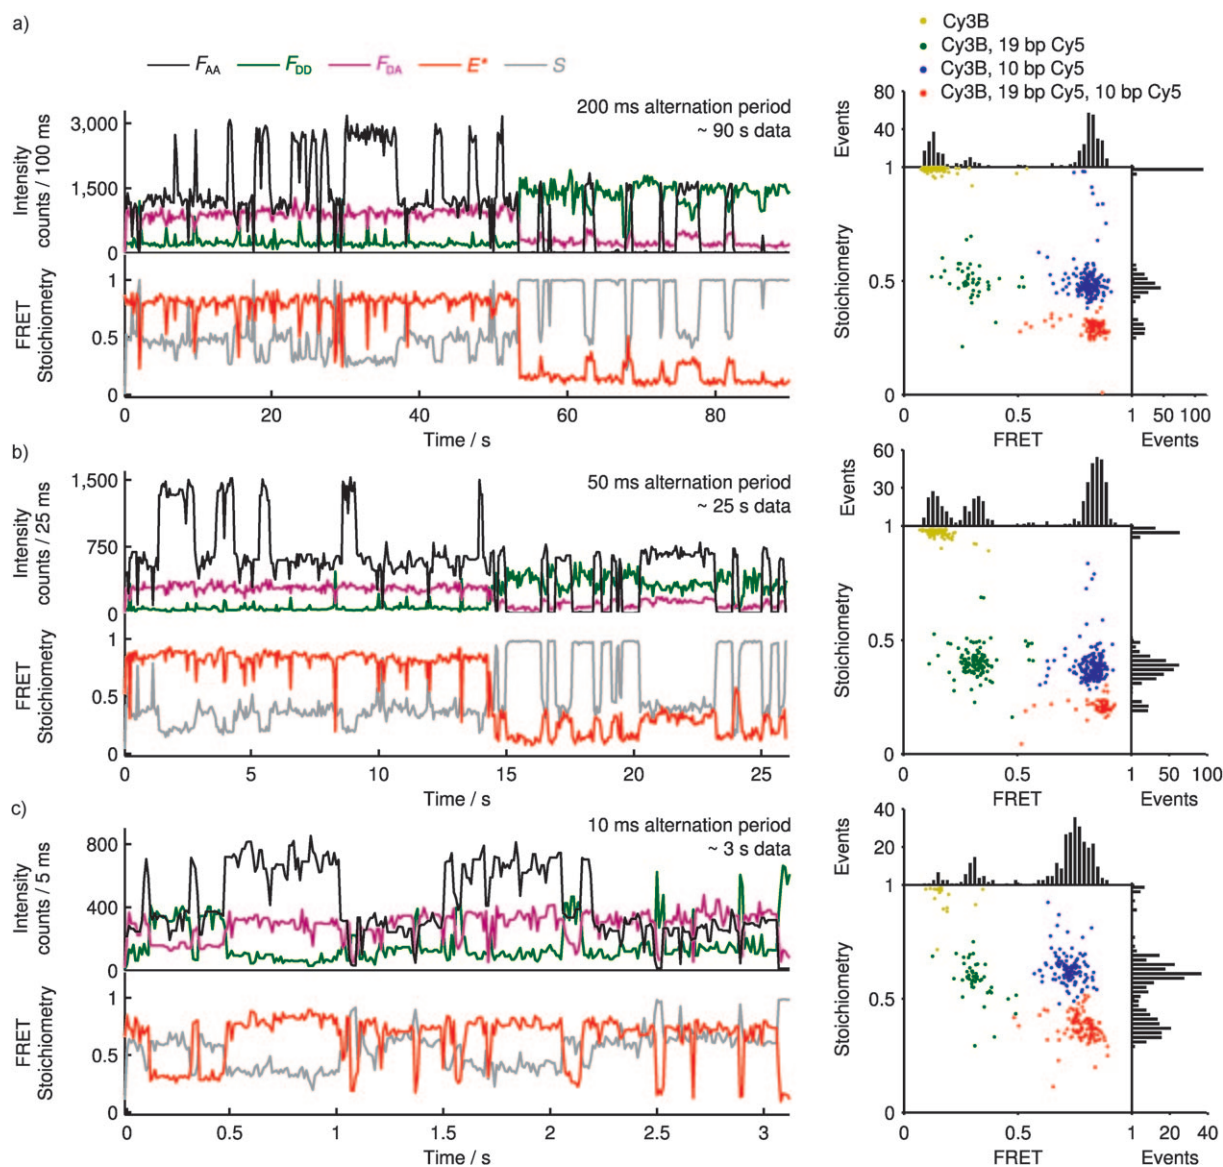 a)
F_AA F_DD F_DA E* S
200 ms alternation period
~ 90 s data
Intensity
counts / 100 ms
3,000
1,500
0
FRET
Stoichiometry
1
0.5
0
0 20 40 60 80
Time / s
Cy3B
Cy3B, 19 bp Cy5
Cy3B, 10 bp Cy5
Cy3B, 19 bp Cy5, 10 bp Cy5
Events
80
40
1
Stoichiometry
1
0.5
0
0 0.5 1 50 100
FRET Events
b)
50 ms alternation period
~ 25 s data
Intensity
counts / 25 ms
1,500
750
0
FRET
Stoichiometry
1
0.5
0
0 5 10 15 20 25
Time / s
Events
60
30
1
Stoichiometry
0.5
0
0 0.5 1 50 100
FRET Events
c)
10 ms alternation period
~ 3 s data
Intensity
counts / 5 ms
800
400
0
FRET
Stoichiometry
1
0.5
0
0 0.5 1 1.5 2 2.5 3
Time / s
Events
40
20
1
Stoichiometry
0.5
0
0 0.5 1 20 40
FRET Events